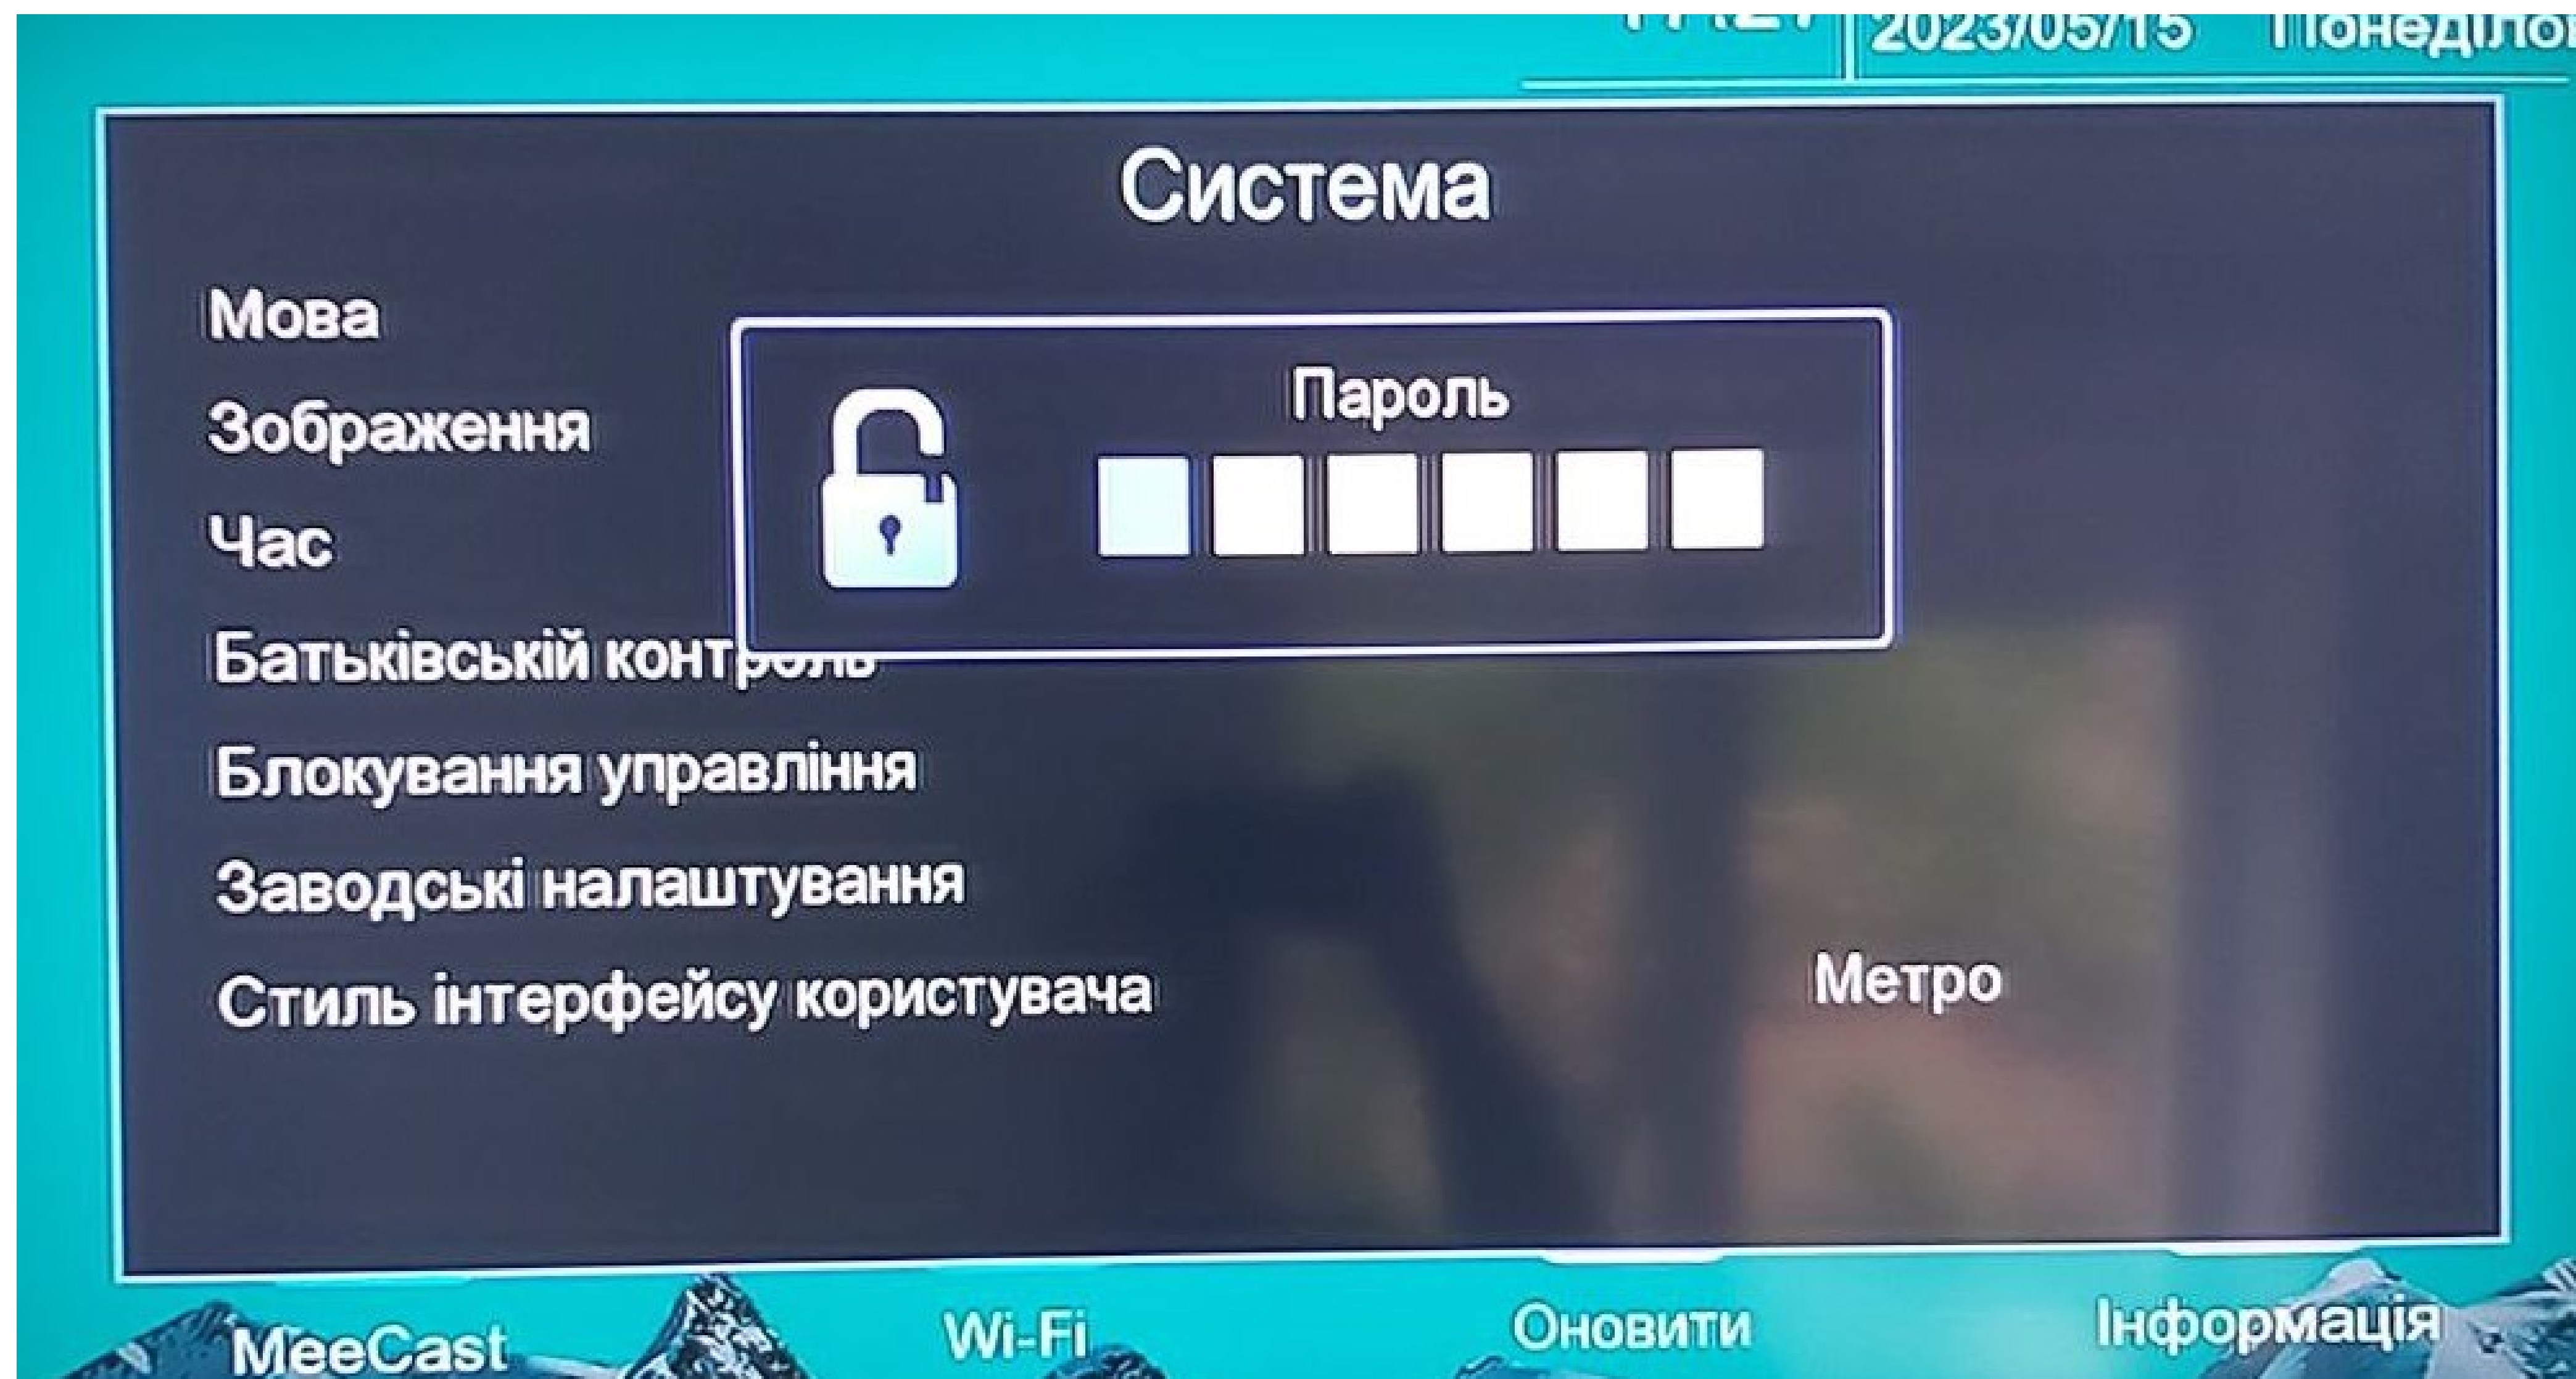 2023/05/15
Система
Мова
Пароль
Зображення
Час
Батьківській контроль
Блокування управління
Заводські налаштування
Стиль інтерфейсу користувача Метро
MeeCast Wi-Fi Оновити Інформація